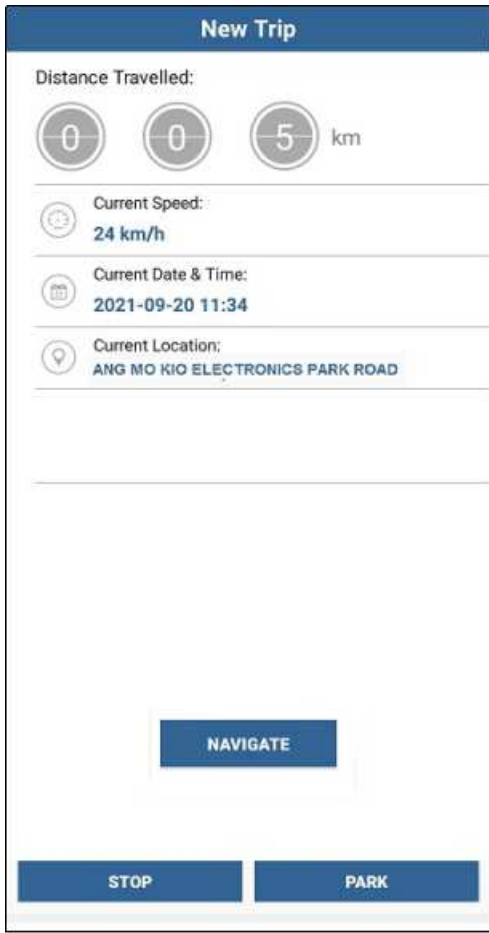 New Trip
Distance Travelled:
0 0 5 km
Current Speed:
24 km/h
Current Date & Time:
2021-09-20 11:34
Current Location:
ANG MO KIO ELECTRONICS PARK ROAD
NAVIGATE
STOP PARK